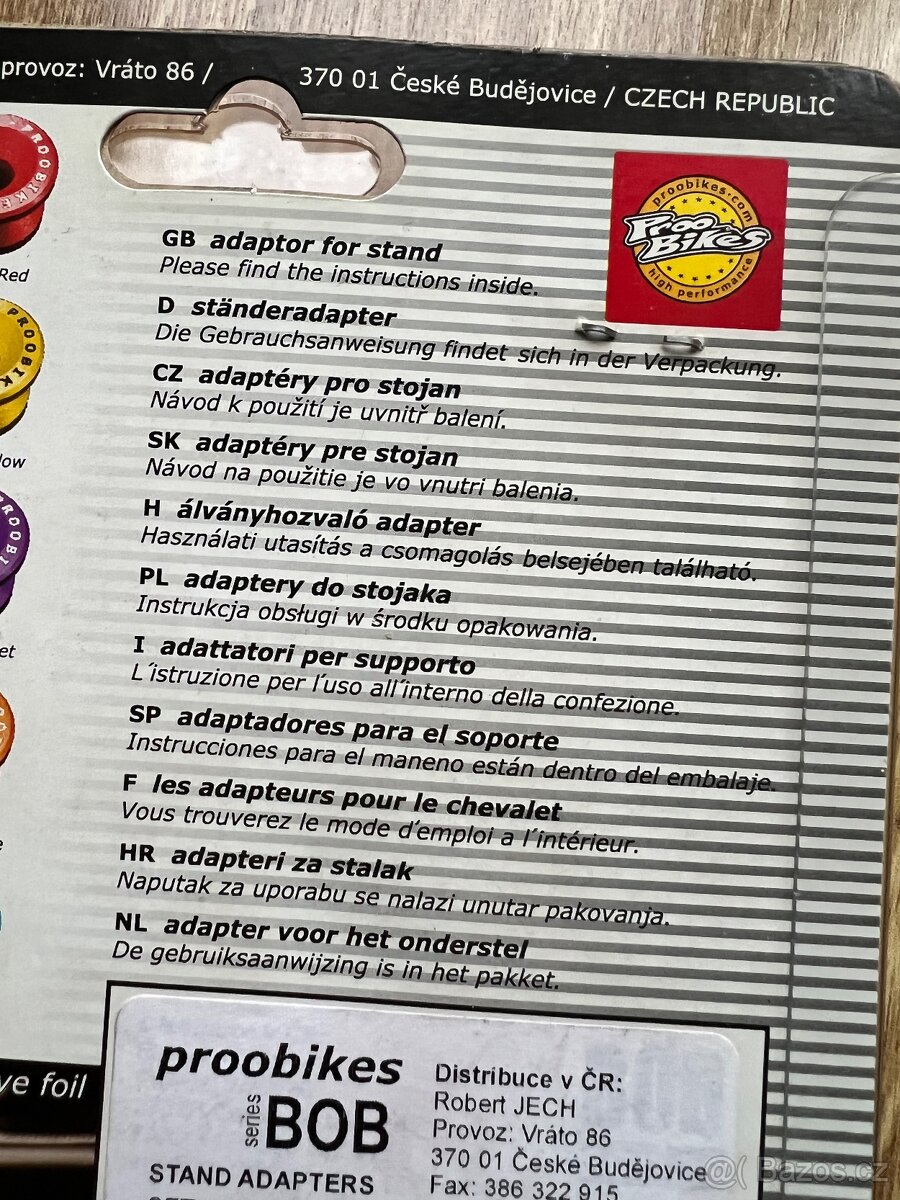 provoz: Vráto 86 / 370 01 České Budějovice / CZECH REPUBLIC
PROOBIKE
Red
PROOBIK
PROOBI
proobikes.com
Proo
BikeS
high performance
GB adaptor for stand
Please find the instructions inside.
D ständeradapter
Die Gebrauchsanweisung findet sich in der Verpackung.
CZ adaptéry pro stojan
Návod k použití je uvnitř balení.
SK adaptéry pre stojan
Návod na použitie je vo vnutri balenia.
H álványhozvaló adapter
Használati utasítás a csomagolás belsejében található.
PL adaptery do stojaka
Instrukcja obsługi w środku opakowania.
I adattatori per supporto
L´istruzione per l´uso all´interno della confezione.
SP adaptadores para el soporte
Instrucciones para el maneno están dentro del embalaje.
F les adapteurs pour le chevalet
Vous trouverez le mode d´emploi a l´intérieur.
HR adapteri za stalak
Naputak za uporabu se nalazi unutar pakovanja.
NL adapter voor het onderstel
De gebruiksaanwijzing is in het pakket.
foil
proobikes
series BOB
STAND ADAPTERS
Distribuce v ČR:
Robert JECH
Provoz: Vráto 86
370 01 České Budějovice
Fax: 386 322 915
Bazos.cz